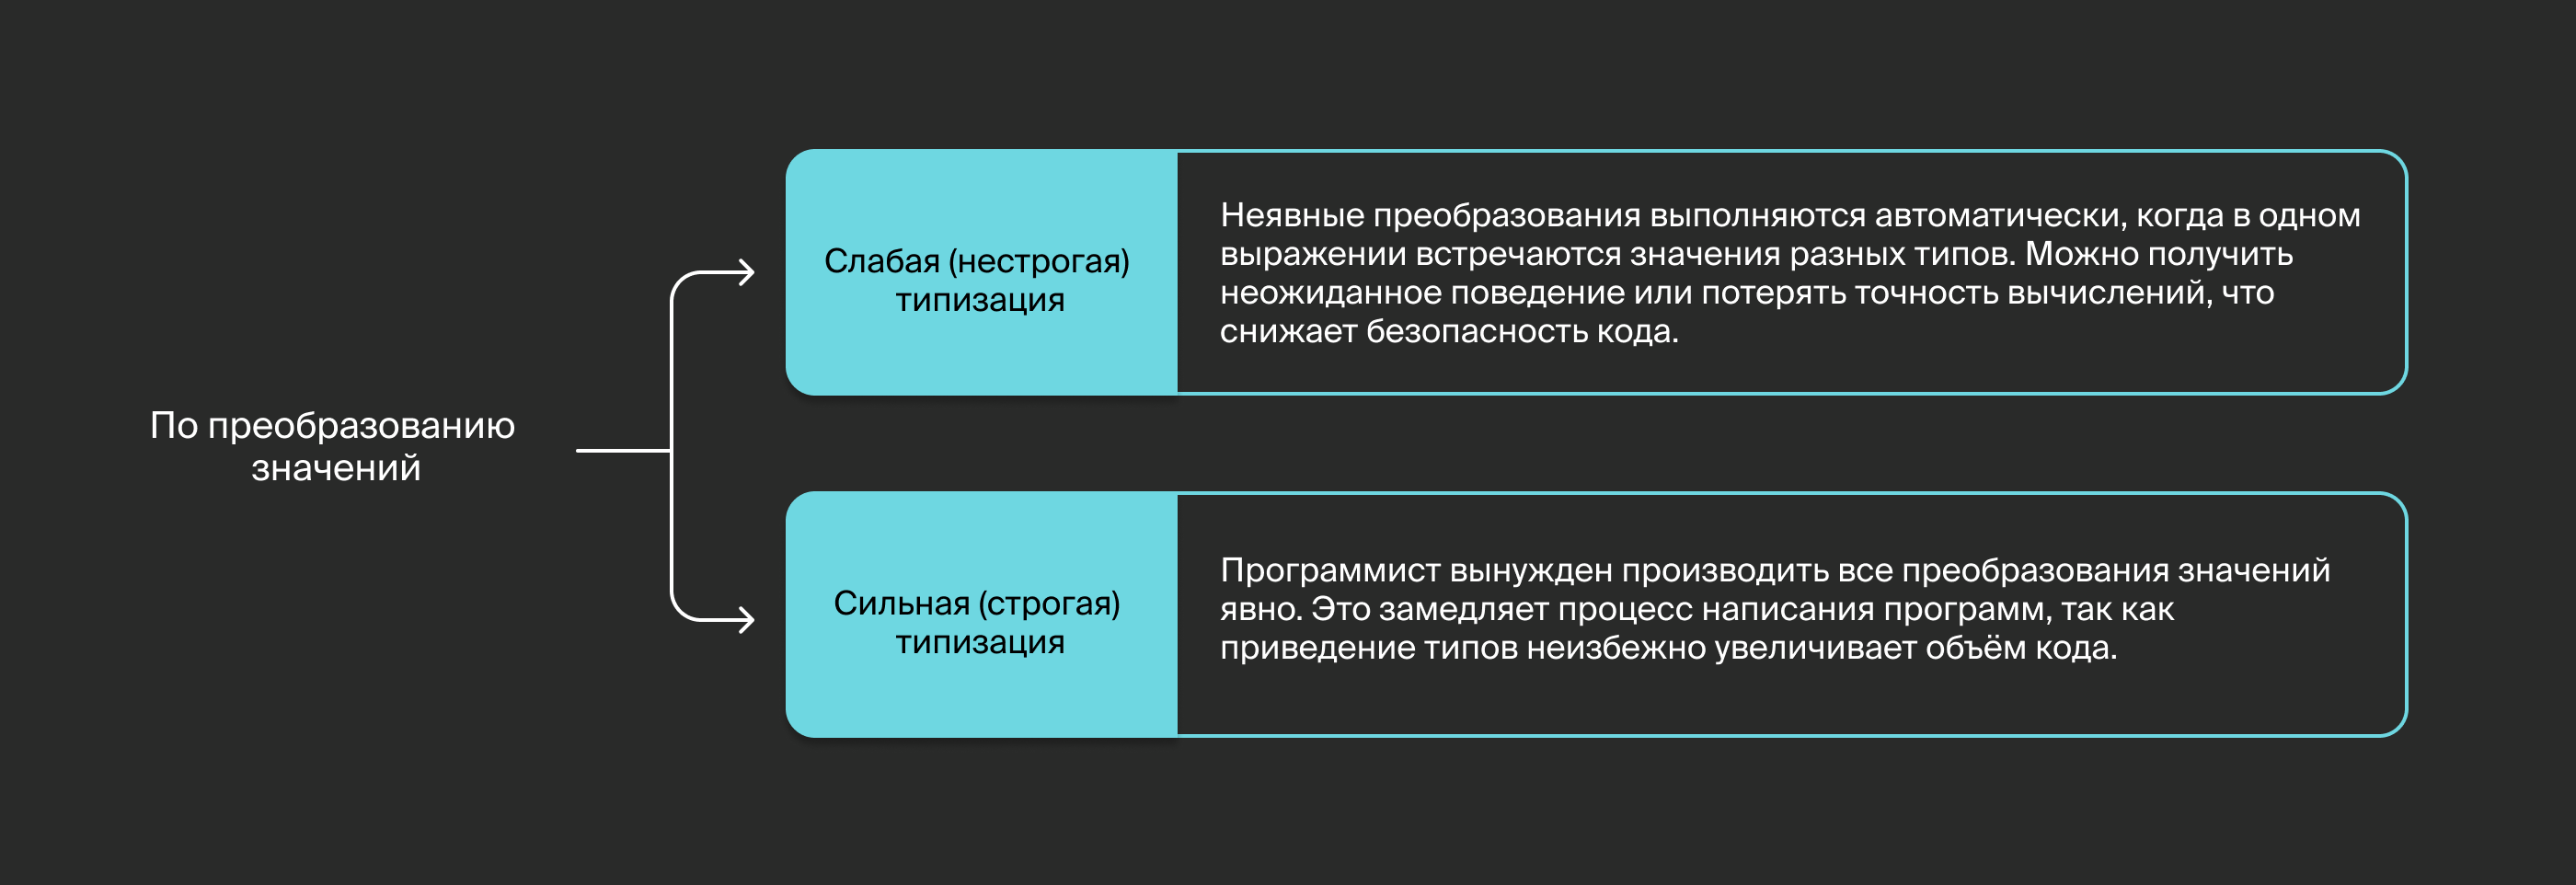 По преобразованию
значений
Слабая (нестрогая)
типизация
Неявные преобразования выполняются автоматически, когда в одном
выражении встречаются значения разных типов. Можно получить
неожиданное поведение или потерять точность вычислений, что
снижает безопасность кода.
Сильная (строгая)
типизация
Программист вынужден производить все преобразования значений
явно. Это замедляет процесс написания программ, так как
приведение типов неизбежно увеличивает объём кода.